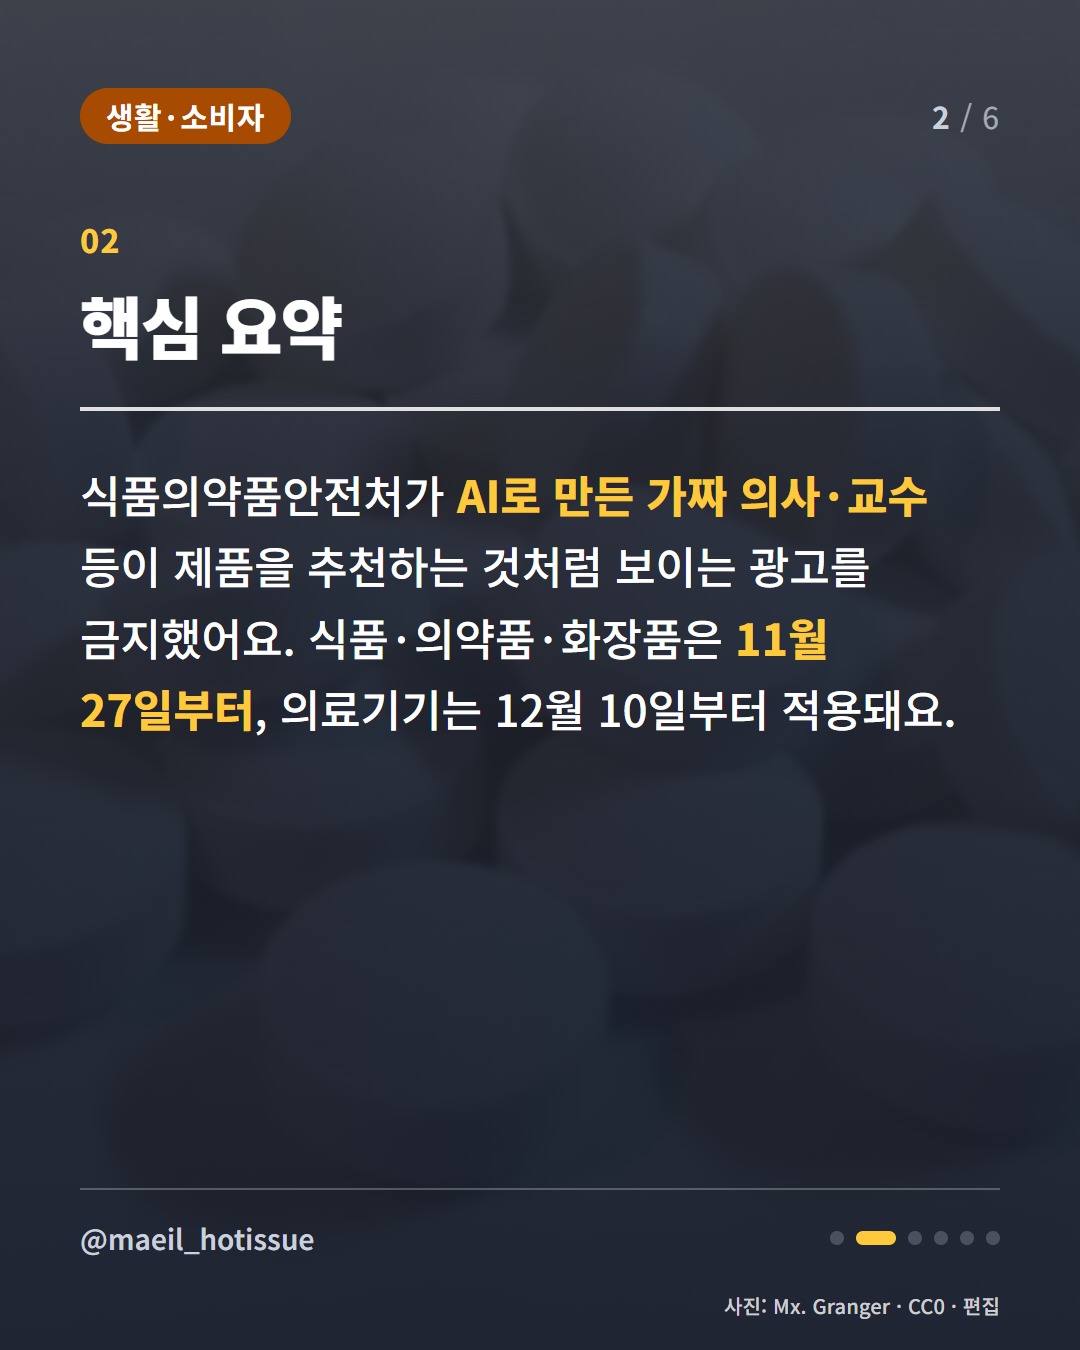 생활·소비자
2 / 6
02
핵심 요약
식품의약품안전처가 AI로 만든 가짜 의사·교수
등이 제품을 추천하는 것처럼 보이는 광고를
금지했어요. 식품·의약품·화장품은 11월
27일부터, 의료기기는 12월 10일부터 적용돼요.
@maeil_hotissue
사진: Mx. Granger · CC0 · 편집